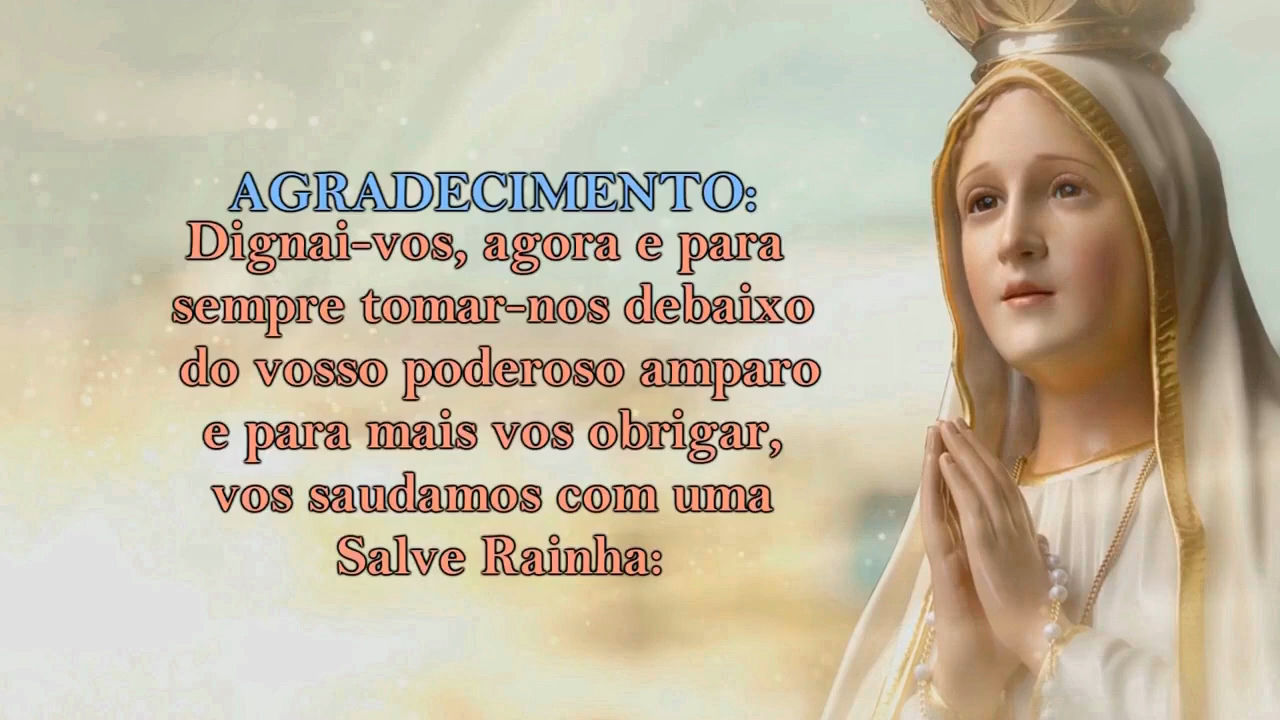 AGRADECIMENTO:
Dignai-vos, agora e para
sempre tomar-nos debaixo
do vosso poderoso amparo
e para mais vos obrigar,
vos saudamos com uma
Salve Rainha: